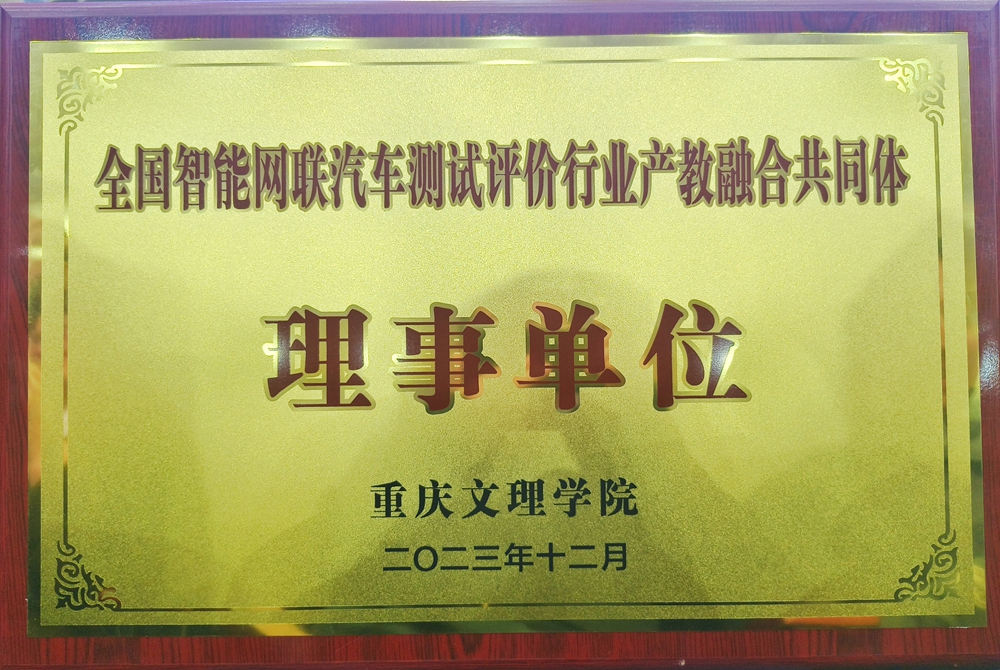 全国智能网联汽车测试评价行业产教融合共同体
理事单位
重庆文理学院
二〇二三年十二月